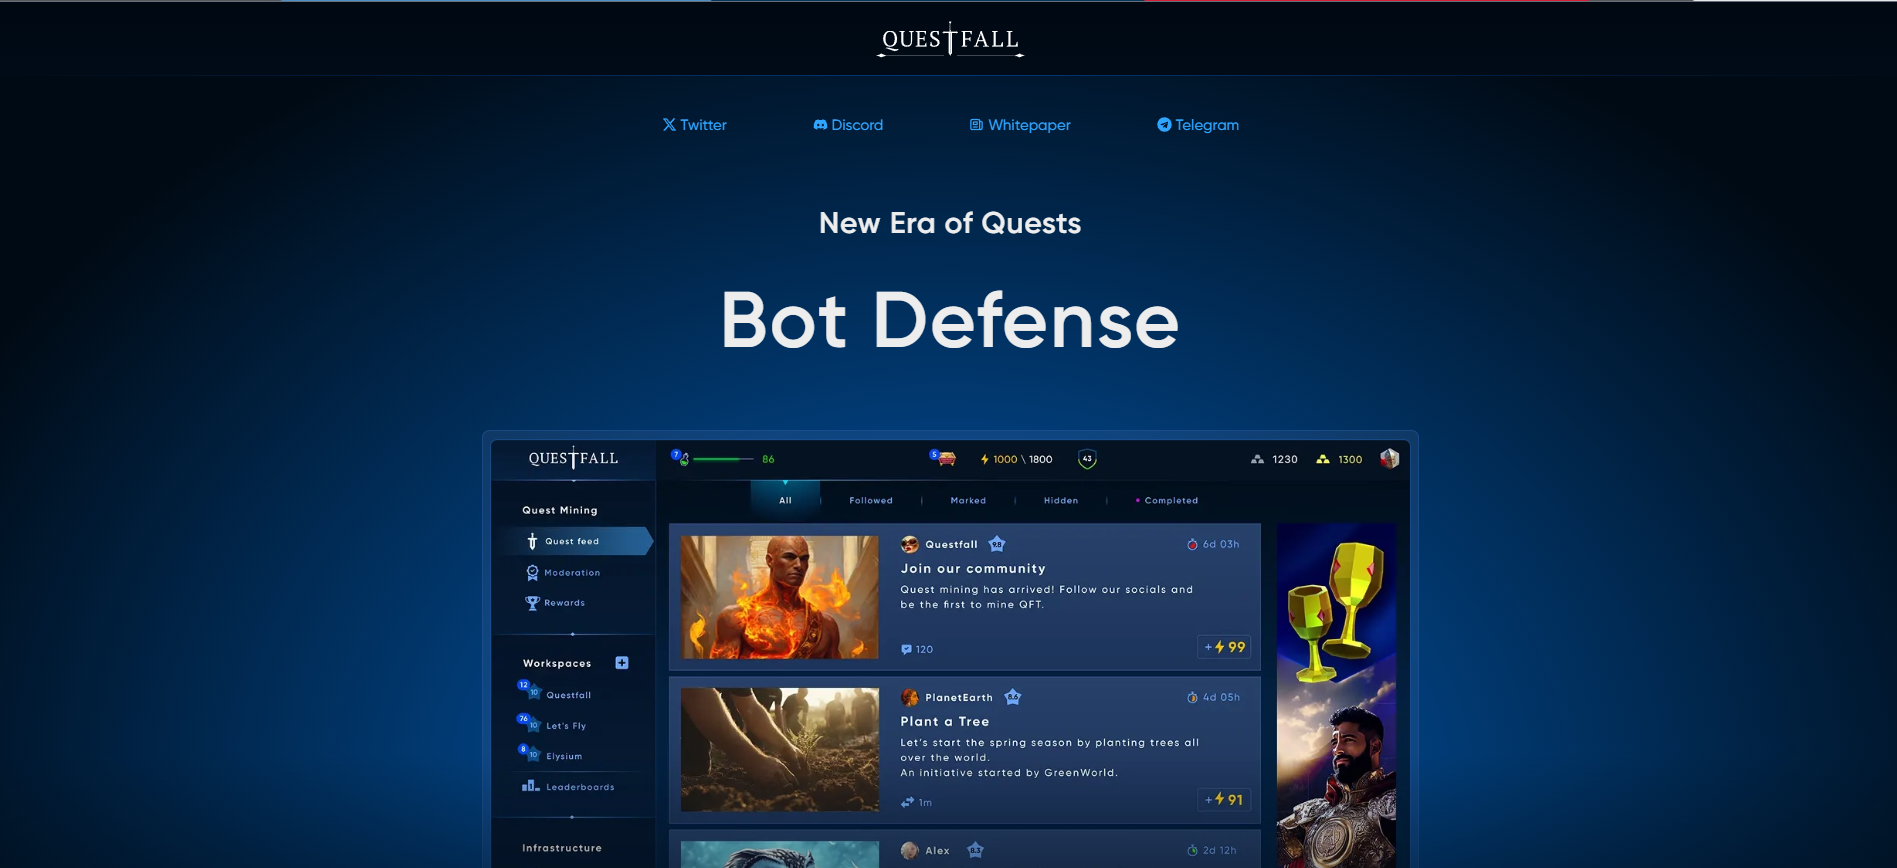 QUESTFALL
Twitter
Discord
Whitepaper
Telegram
New Era of Quests
Bot Defense
QUESTFALL
7
86
5
1000 \ 1800
43
1230
1300
Quest Mining
Quest feed
Moderation
Rewards
Workspaces
12
10
Questfall
76
10
Let's Fly
8
10
Elysium
Leaderboards
Infrastructure
All
Followed
Marked
Hidden
Completed
Questfall
9.8
6d 03h
Join our community
Quest mining has arrived! Follow our socials and
be the first to mine QFT.
120
+ 99
PlanetEarth
4d 05h
Plant a Tree
Let's start the spring season by planting trees all
over the world.
An initiative started by GreenWorld.
1m
+ 91
Alex
8.3
2d 12h